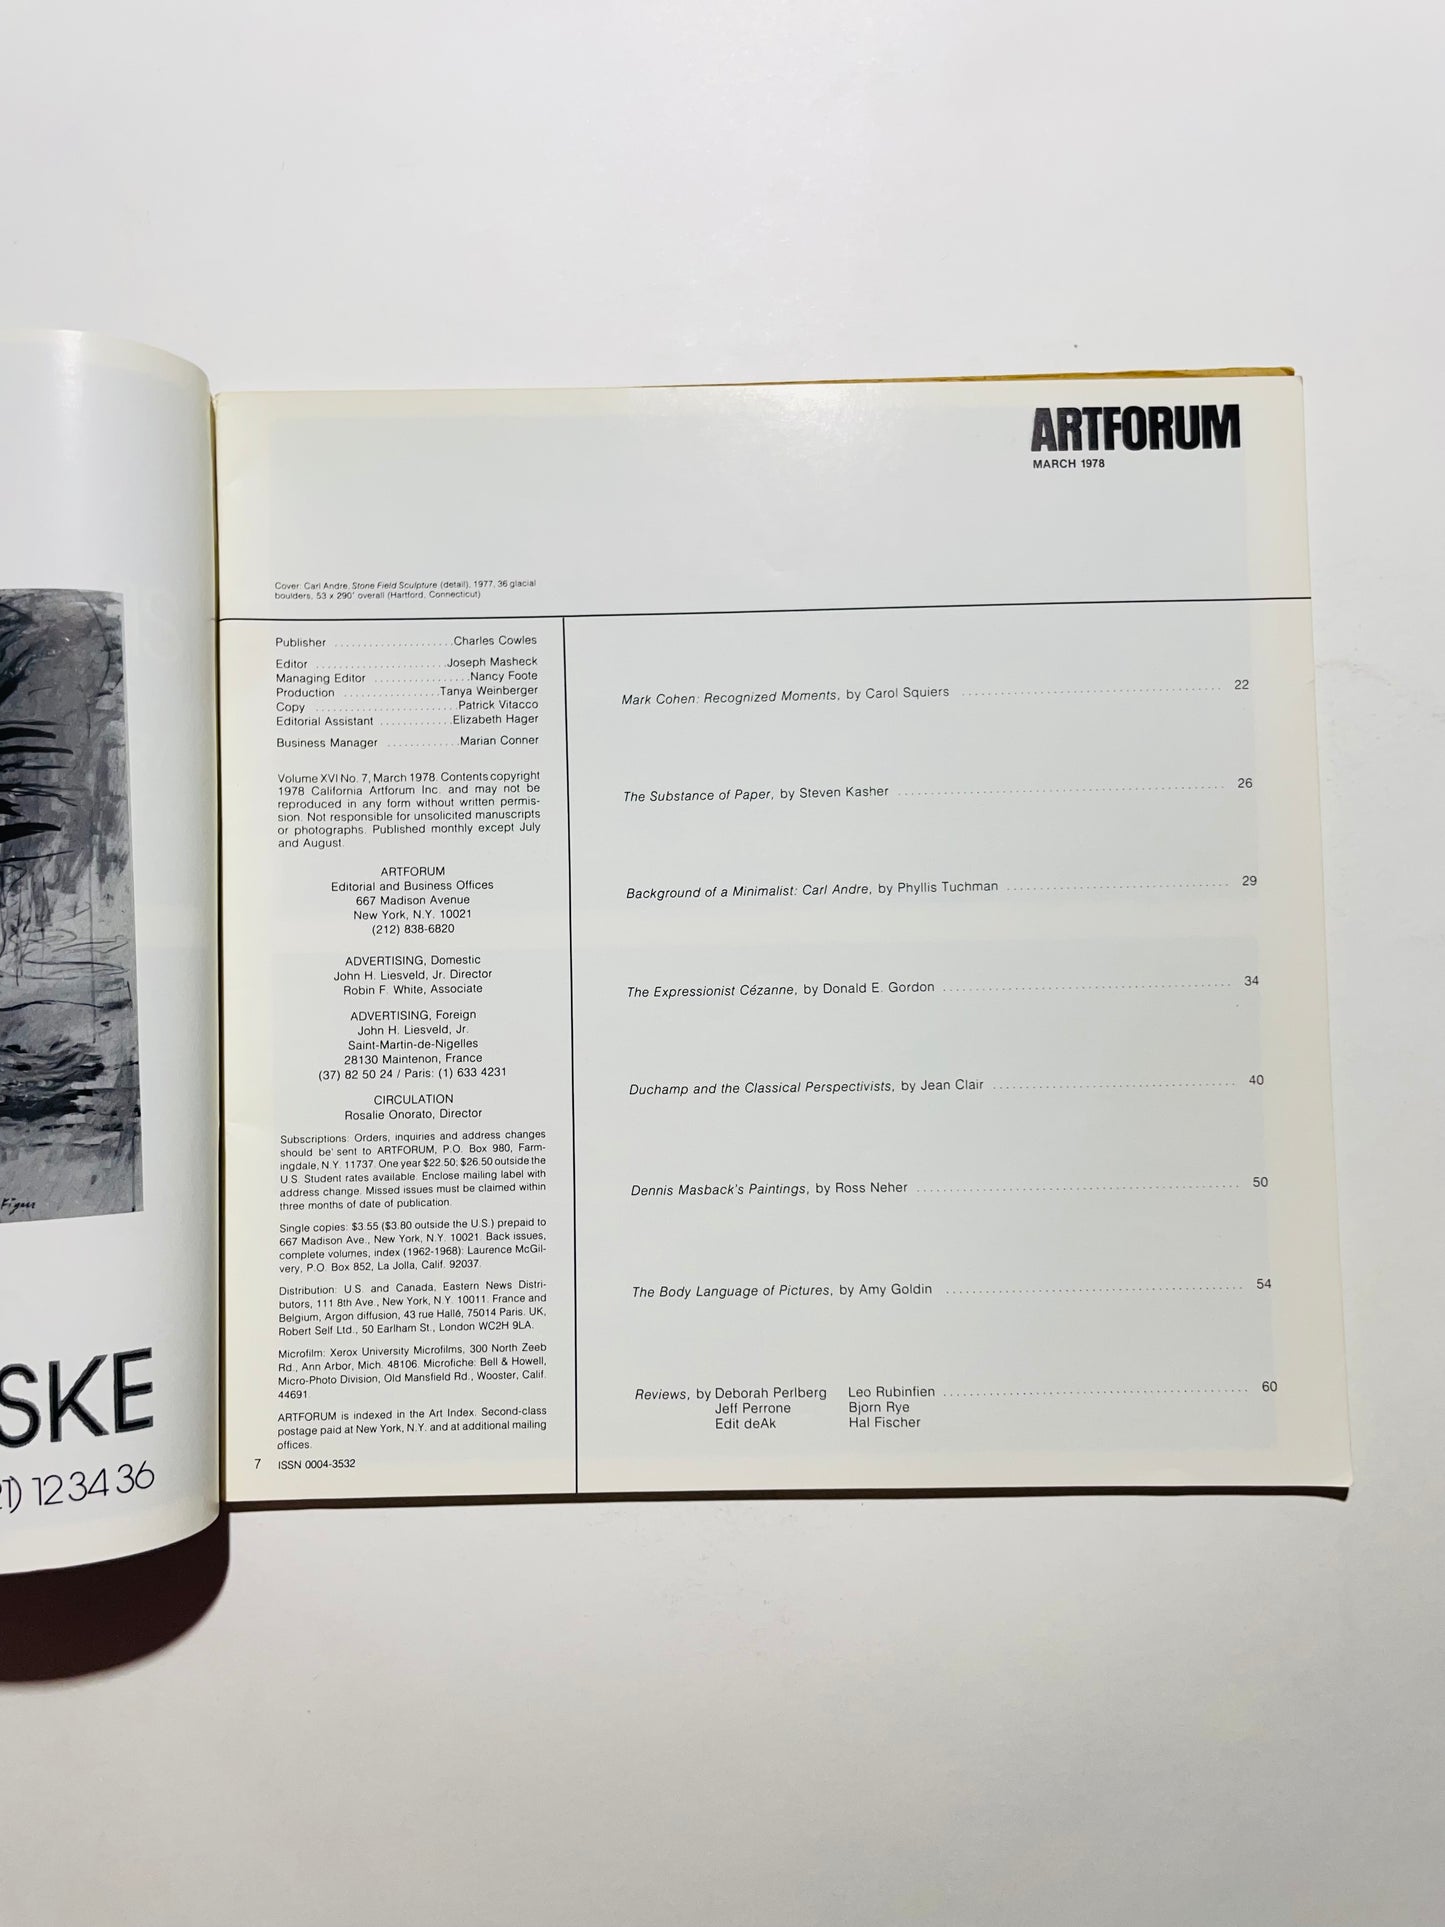 Figur
SKE
12 34 36
ARTFORUM
MARCH 1978
Cover: Carl Andre, Stone Field Sculpture (detail), 1977, 36 glacial
boulders, 53 x 290' overall (Hartford, Connecticut).
Publisher .....................Charles Cowles
Editor .......................Joseph Masheck
Managing Editor .................Nancy Foote
Production .................Tanya Weinberger
Copy .........................Patrick Vitacco
Editorial Assistant .............Elizabeth Hager
Business Manager .............Marian Conner
Volume XVI No. 7, March 1978. Contents copyright
1978 California Artforum Inc. and may not be
reproduced in any form without written permis-
sion. Not responsible for unsolicited manuscripts
or photographs. Published monthly except July
and August.
ARTFORUM
Editorial and Business Offices
667 Madison Avenue
New York, N.Y. 10021
(212) 838-6820
ADVERTISING, Domestic
John H. Liesveld, Jr. Director
Robin F. White, Associate
ADVERTISING, Foreign
John H. Liesveld, Jr.
Saint-Martin-de-Nigelles
28130 Maintenon, France
(37) 82 50 24 / Paris: (1) 633 4231
CIRCULATION
Rosalie Onorato, Director
Subscriptions: Orders, inquiries and address changes
should be sent to ARTFORUM, P.O. Box 980, Farm-
ingdale, N.Y. 11737. One year $22.50; $26.50 outside the
U.S. Student rates available. Enclose mailing label with
address change. Missed issues must be claimed within
three months of date of publication.
Single copies: $3.55 ($3.80 outside the U.S.) prepaid to
667 Madison Ave., New York, N.Y. 10021. Back issues,
complete volumes, index (1962-1968): Laurence McGil-
very, P.O. Box 852, La Jolla, Calif. 92037.
Distribution: U.S. and Canada, Eastern News Distri-
butors, 111 8th Ave., New York, N.Y. 10011. France and
Belgium, Argon diffusion, 43 rue Hallé, 75014 Paris. UK,
Robert Self Ltd., 50 Earlham St., London WC2H 9LA.
Microfilm: Xerox University Microfilms, 300 North Zeeb
Rd., Ann Arbor, Mich. 48106. Microfiche: Bell & Howell,
Micro-Photo Division, Old Mansfield Rd., Wooster, Calif.
44691.
ARTFORUM is indexed in the Art Index. Second-class
postage paid at New York, N.Y. and at additional mailing
offices.
7 ISSN 0004-3532
Mark Cohen: Recognized Moments, by Carol Squiers ..... 22
The Substance of Paper, by Steven Kasher ..... 26
Background of a Minimalist: Carl Andre, by Phyllis Tuchman ..... 29
The Expressionist Cézanne, by Donald E. Gordon ..... 34
Duchamp and the Classical Perspectivists, by Jean Clair ..... 40
Dennis Masback's Paintings, by Ross Neher ..... 50
The Body Language of Pictures, by Amy Goldin ..... 54
Reviews, by Deborah Perlberg Leo Rubinfien ..... 60
Jeff Perrone Bjorn Rye
Edit deAk Hal Fischer